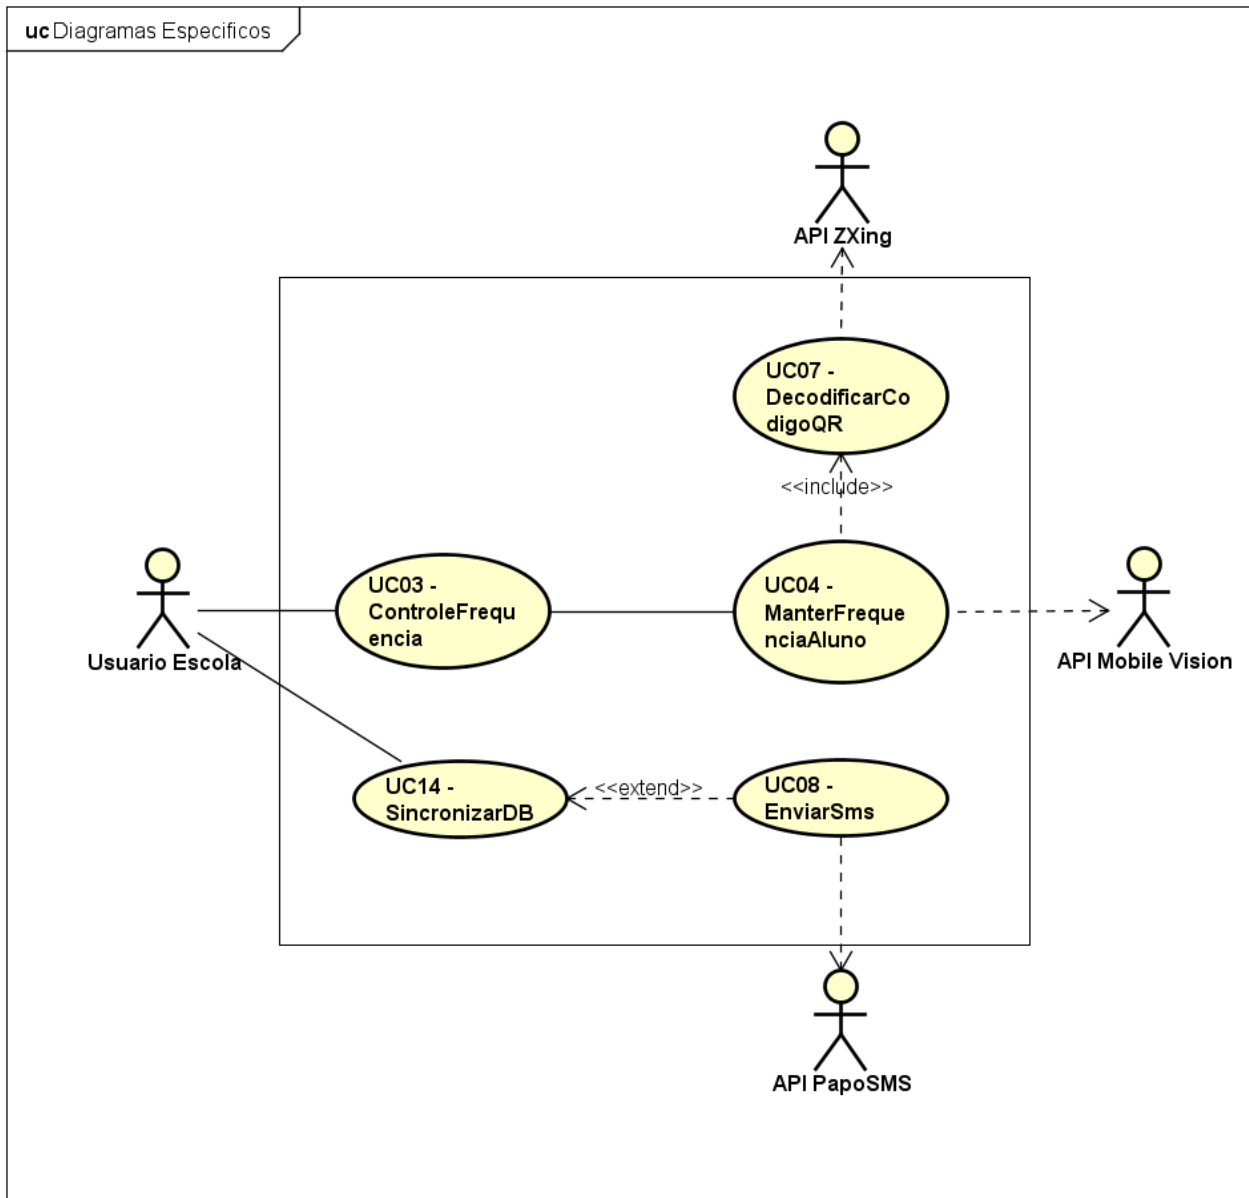 uc Diagramas Especificos
API ZXing
UC07 -
DecodificarCo
digoQR
<<include>>
UC03 -
ControleFrequ
encia
UC04 -
ManterFreque
nciaAluno
Usuario Escola
API Mobile Vision
UC14 -
SincronizarDB
<<extend>>
UC08 -
EnviarSms
API PapoSMS